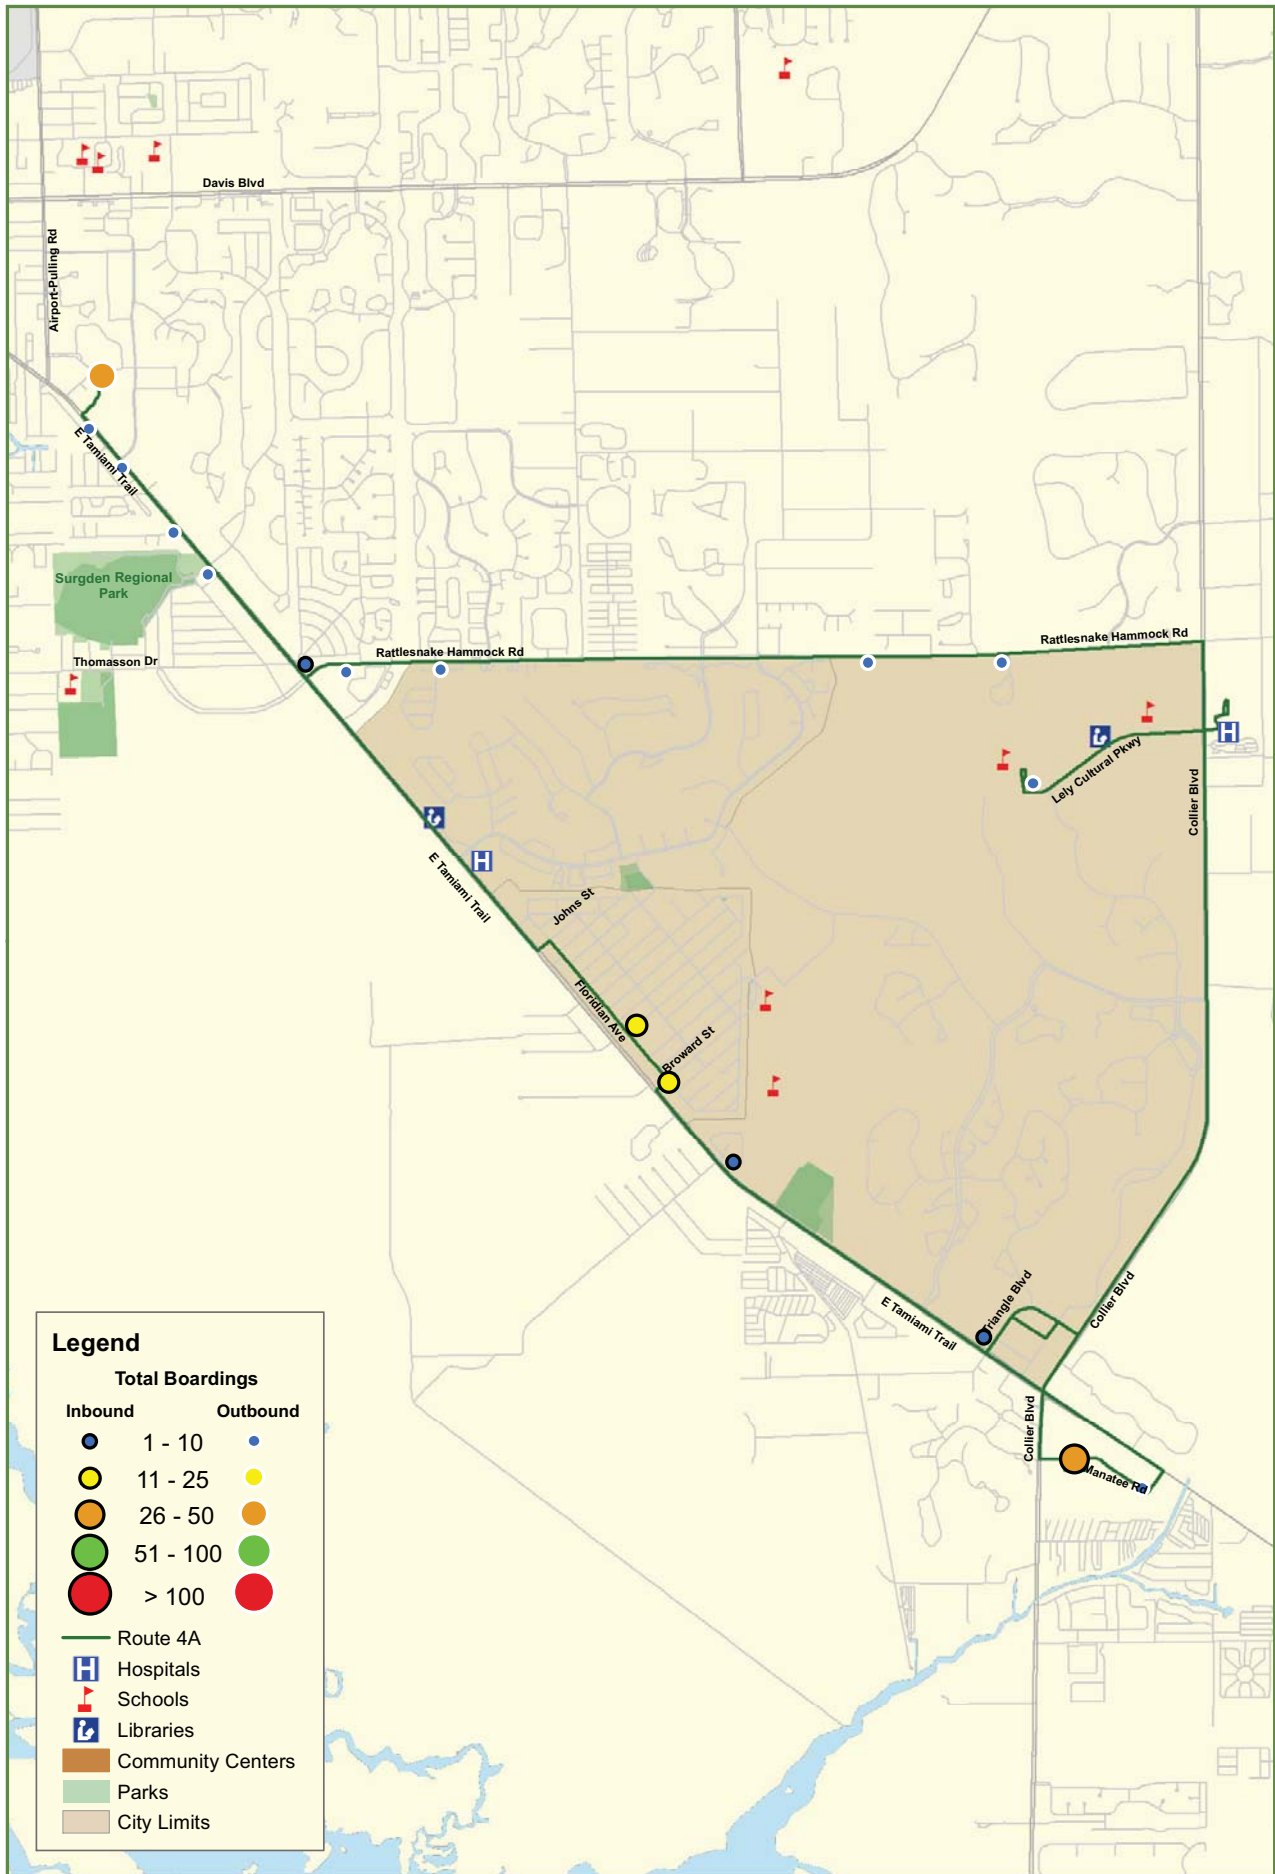 Davis Blvd
Airport-Pulling Rd
E Tamiami Trail
Surgden Regional
Park
Thomasson Dr
Rattlesnake Hammock Rd
Rattlesnake Hammock Rd
Lely Cultural Pkwy
Collier Blvd
H
E Tamiami Trail
H
Johns St
Floridian Ave
Broward St
Triangle Blvd
E Tamiami Trail
Collier Blvd
Collier Blvd
Manatee Rd
Legend
Total Boardings
Inbound Outbound
1 - 10
11 - 25
26 - 50
51 - 100
> 100
Route 4A
H Hospitals
Schools
Libraries
Community Centers
Parks
City Limits